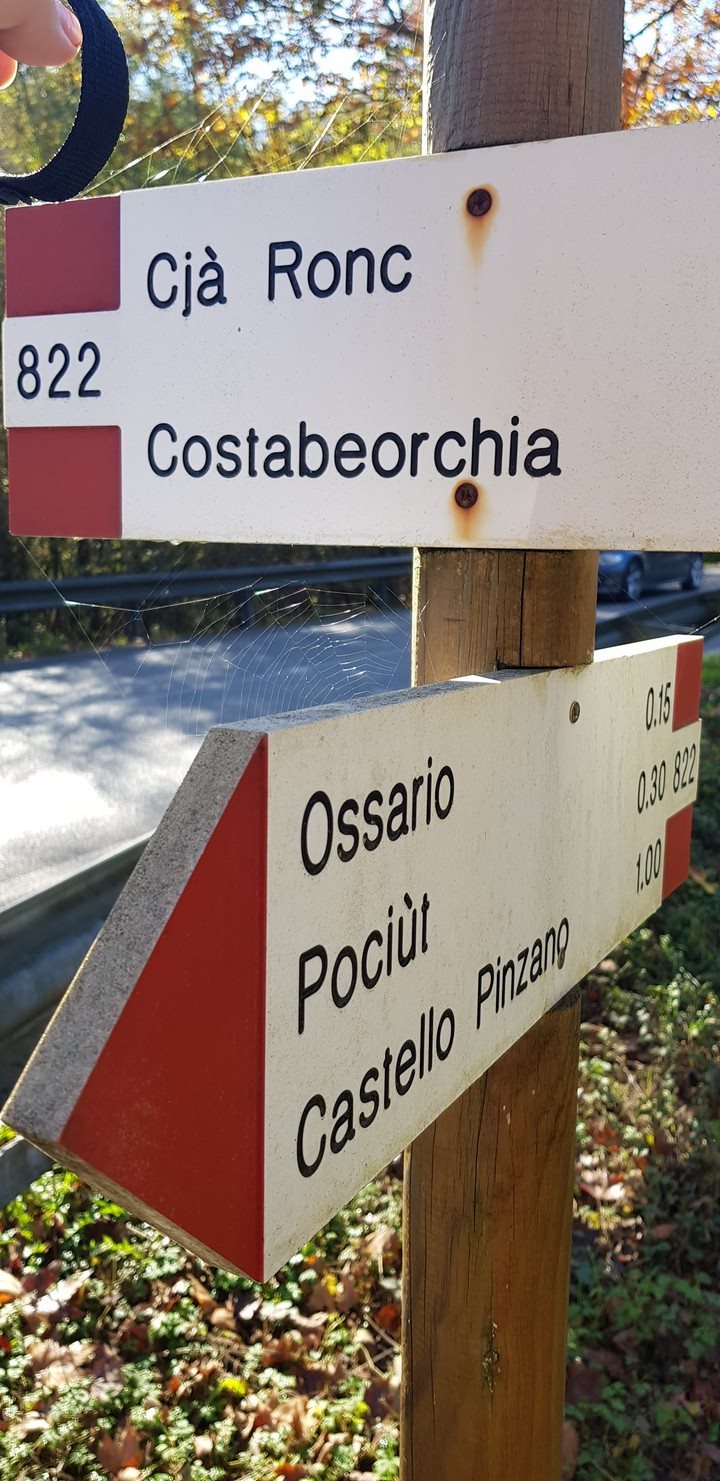 Cjà Ronc
822
Costabeorchia
Ossario 0.15
Pociùt 0.30 822
Castello Pinzano 1.00